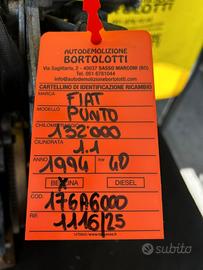 AUTODEMOLIZIONE
BORTOLOTTI
Via Sagittario, 2 - 40037 SASSO MARCONI (BO)
Tel. 051 6781044
info@autodemolizionebortolotti.com
CARTELLINO DI IDENTIFICAZIONE RICAMBIO
MARCA FIAT
MODELLO PUNTO
CHILOMETRI 132'000
CILINDRATA 1.1
ANNO 1994 KW 40
BENZINA DIESEL
COD. 176A6000
RIF. 1116/25
subito